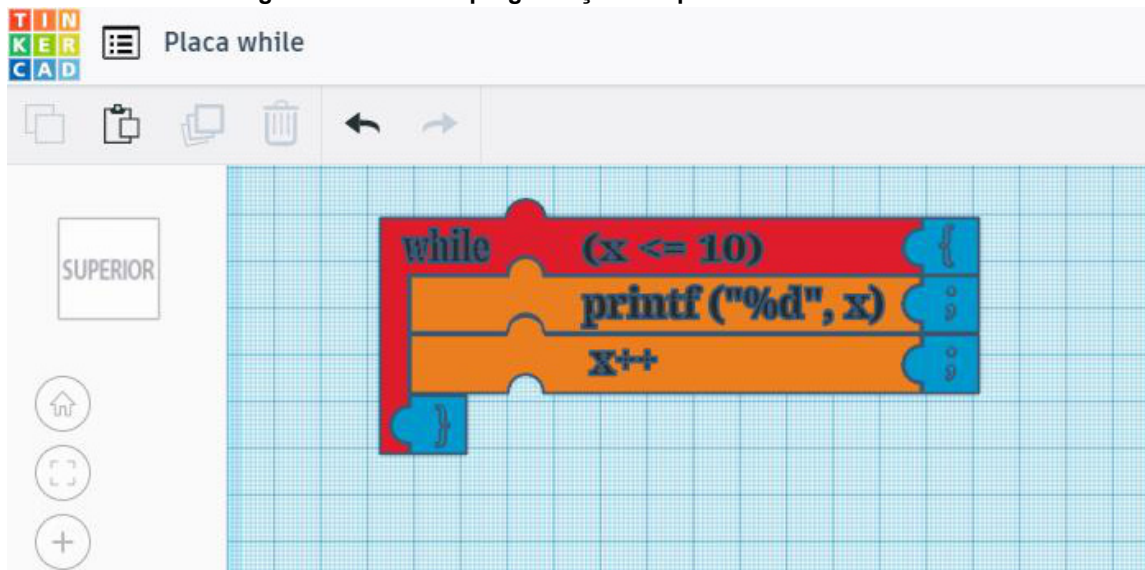 TIN
KER
CAD
Placa while
SUPERIOR
while (x <= 10) {
printf ("%d", x) ;
x++ ;
}